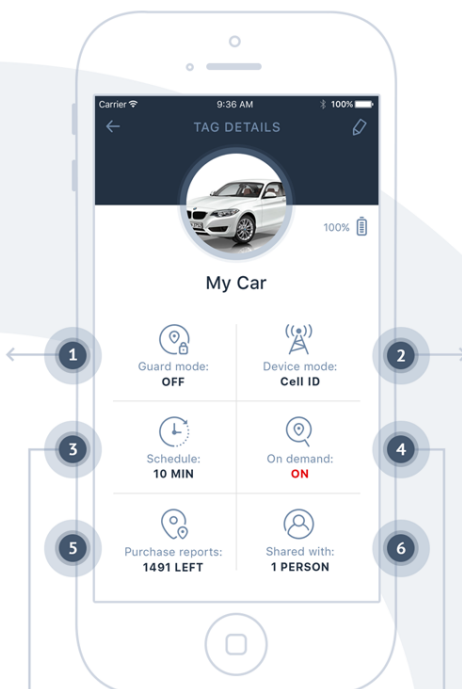 Carrier 9:36 AM 100%
TAG DETAILS
100%
My Car
1 2
Guard mode: Device mode:
OFF Cell ID
3 4
Schedule: On demand:
10 MIN ON
5 6
Purchase reports: Shared with:
1491 LEFT 1 PERSON